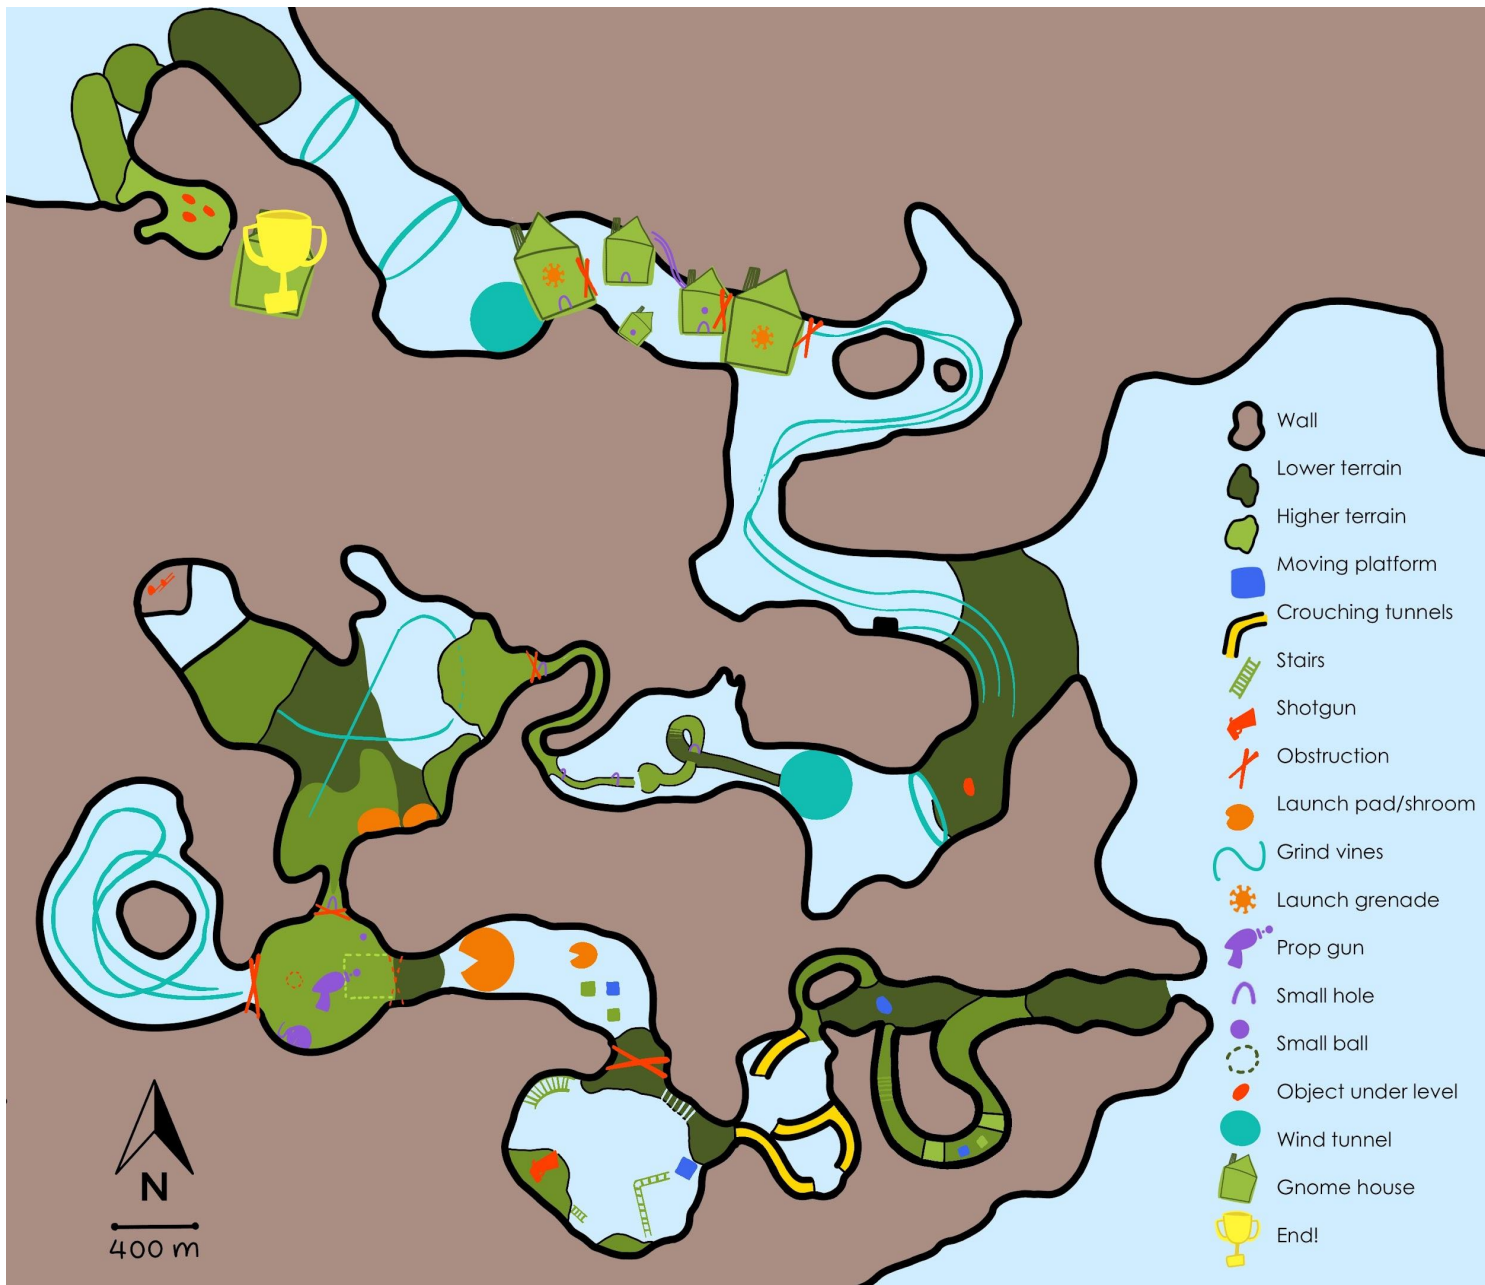 Wall
Lower terrain
Higher terrain
Moving platform
Crouching tunnels
Stairs
Shotgun
Obstruction
Launch pad/shroom
Grind vines
Launch grenade
Prop gun
Small hole
Small ball
Object under level
Wind tunnel
Gnome house
End!
N
400 m